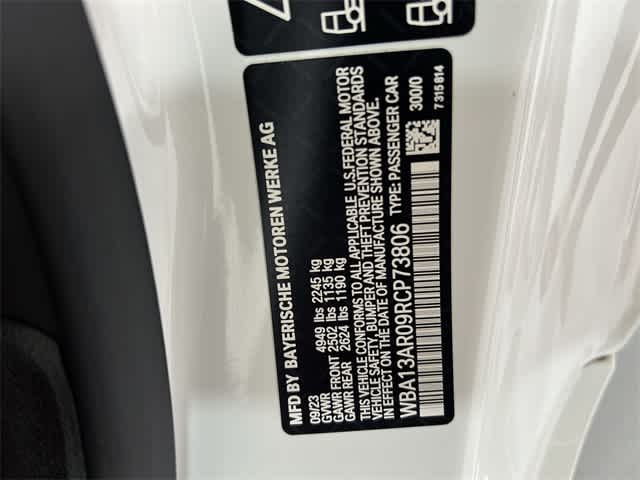 MFD BY BAYERISCHE MOTOREN WERKE AG
09/23
GVWR 4949 lbs 2245 kg
GAWR FRONT 2502 lbs 1135 kg
GAWR REAR 2624 lbs 1190 kg
THIS VEHICLE CONFORMS TO ALL APPLICABLE U.S.FEDERAL MOTOR
VEHICLE SAFETY, BUMPER AND THEFT PREVENTION STANDARDS
IN EFFECT ON THE DATE OF MANUFACTURE SHOWN ABOVE.
WBA13AR09RCP73806 TYPE: PASSENGER CAR
300/0
7 315 814